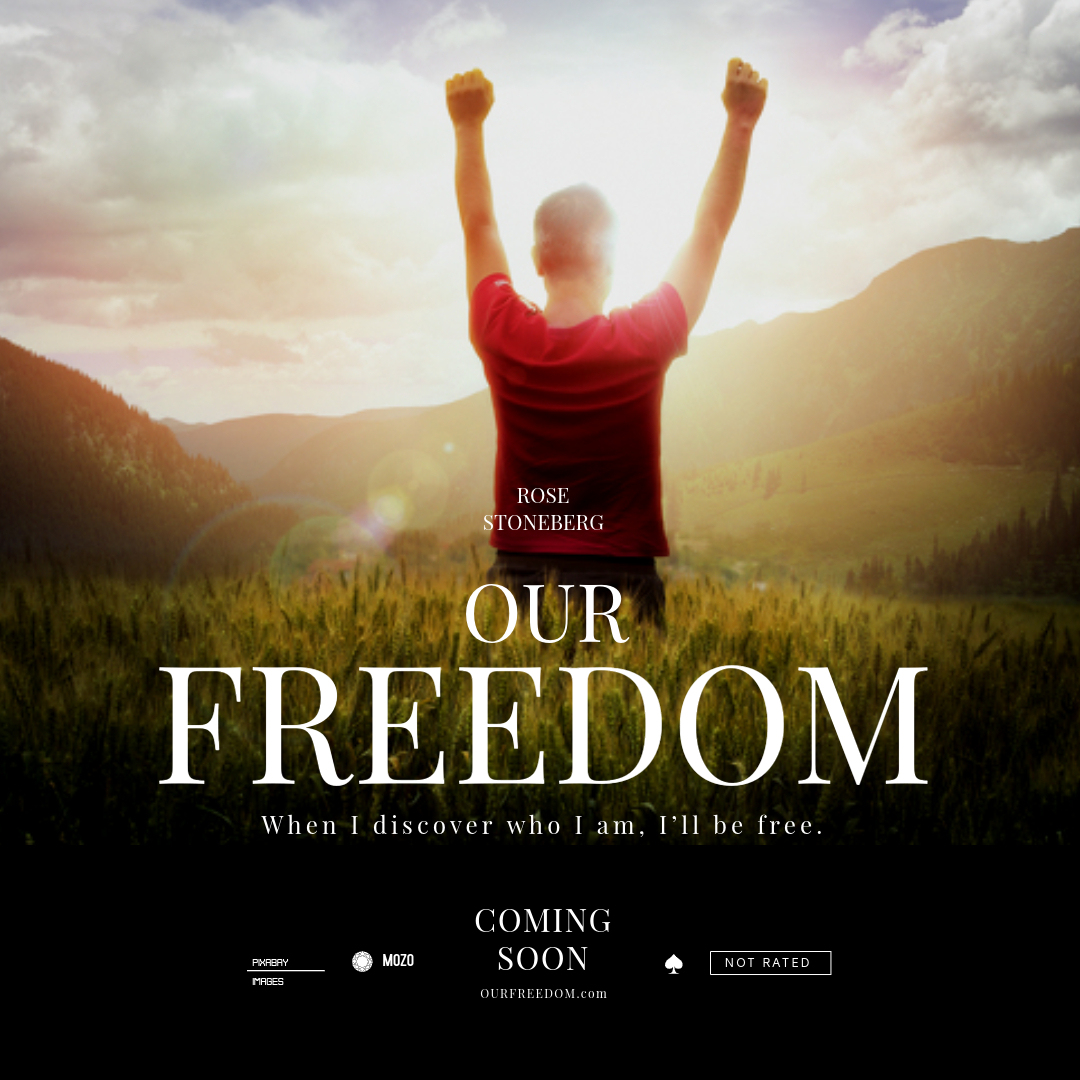 ROSE
STONEBERG
OUR
FREEDOM
When I discover who I am, I’ll be free.
COMING
SOON
PIXABAY
IMAGES
MOZO
NOT RATED
OURFREEDOM.com